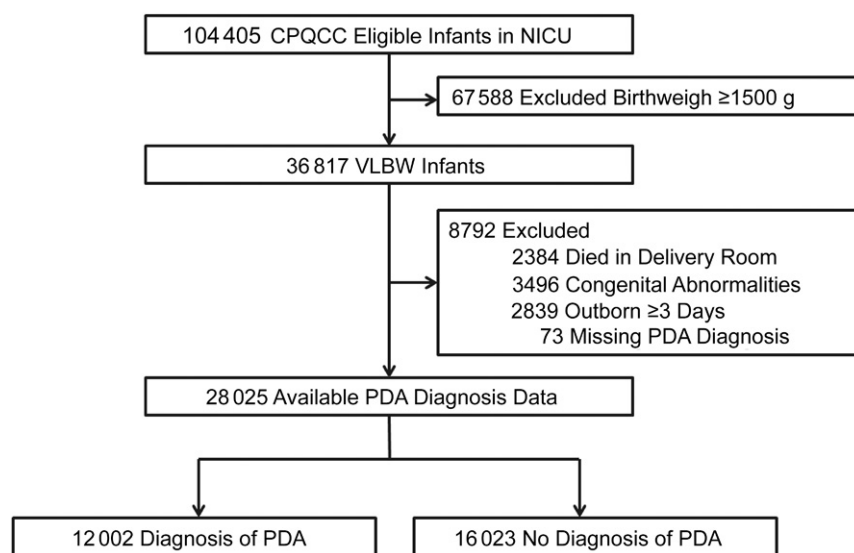 104 405 CPQCC Eligible Infants in NICU
67 588 Excluded Birthweigh ≥1500 g
36 817 VLBW Infants
8792 Excluded
2384 Died in Delivery Room
3496 Congenital Abnormalities
2839 Outborn ≥3 Days
73 Missing PDA Diagnosis
28 025 Available PDA Diagnosis Data
12 002 Diagnosis of PDA
16 023 No Diagnosis of PDA